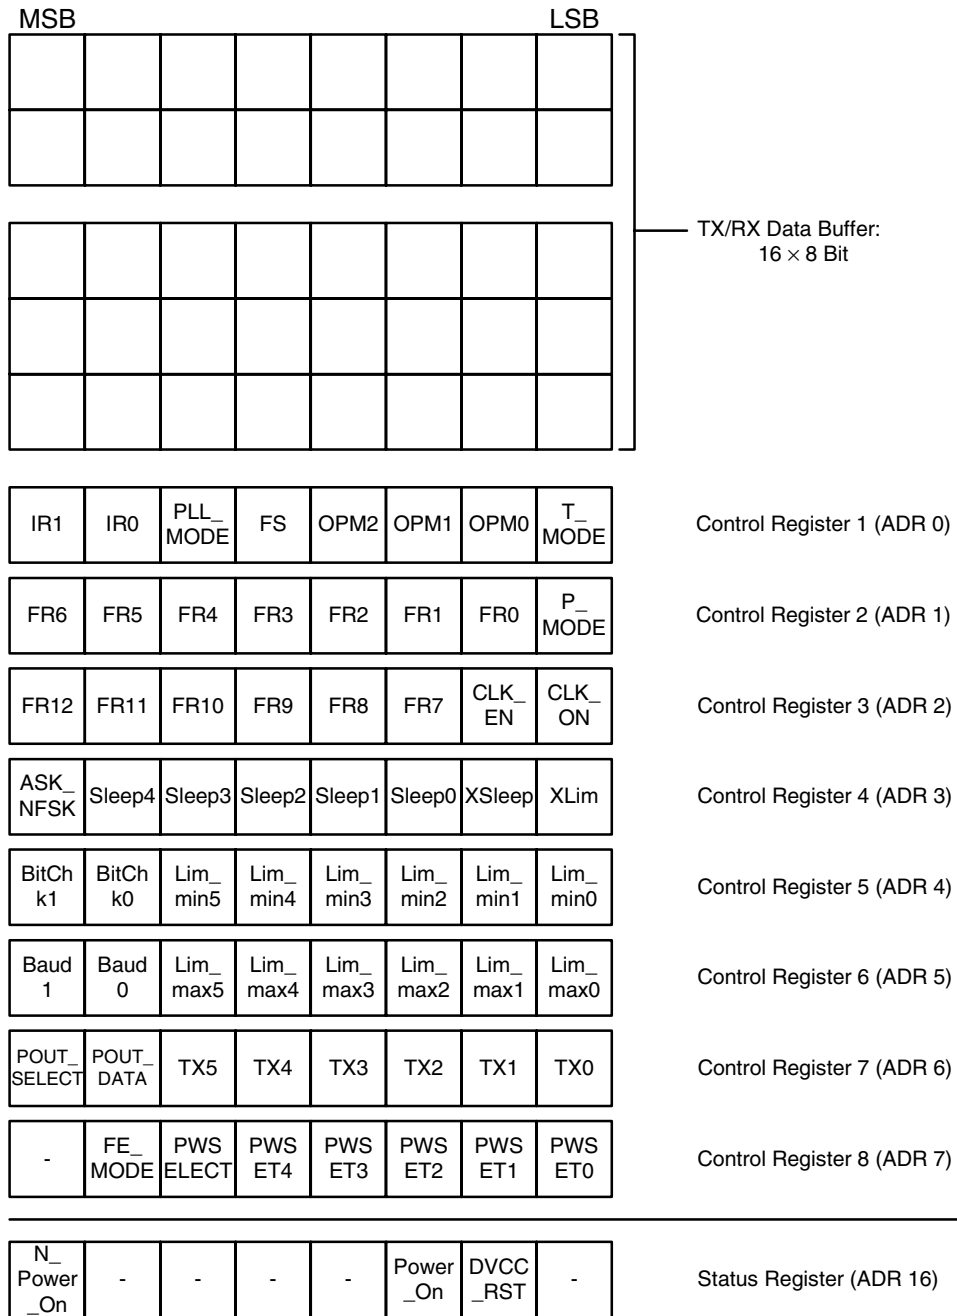 MSB LSB
TX/RX Data Buffer:
16 × 8 Bit
IR1 IR0 PLL_ MODE FS OPM2 OPM1 OPM0 T_ MODE Control Register 1 (ADR 0)
FR6 FR5 FR4 FR3 FR2 FR1 FR0 P_ MODE Control Register 2 (ADR 1)
FR12 FR11 FR10 FR9 FR8 FR7 CLK_ EN CLK_ ON Control Register 3 (ADR 2)
ASK_ NFSK Sleep4 Sleep3 Sleep2 Sleep1 Sleep0 XSleep XLim Control Register 4 (ADR 3)
BitCh k1 BitCh k0 Lim_ min5 Lim_ min4 Lim_ min3 Lim_ min2 Lim_ min1 Lim_ min0 Control Register 5 (ADR 4)
Baud 1 Baud 0 Lim_ max5 Lim_ max4 Lim_ max3 Lim_ max2 Lim_ max1 Lim_ max0 Control Register 6 (ADR 5)
POUT_ SELECT POUT_ DATA TX5 TX4 TX3 TX2 TX1 TX0 Control Register 7 (ADR 6)
- FE_ MODE PWS ELECT PWS ET4 PWS ET3 PWS ET2 PWS ET1 PWS ET0 Control Register 8 (ADR 7)
N_ Power _On - - - - Power _On DVCC _RST - Status Register (ADR 16)